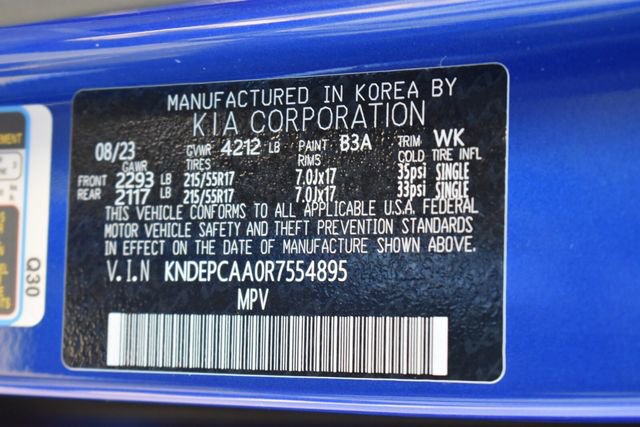 MANUFACTURED IN KOREA BY
KIA CORPORATION
08/23 GVWR 4212 LB PAINT B3A TRIM WK
GAWR TIRES RIMS COLD TIRE INFL
FRONT 2293 LB 215/55R17 7.0Jx17 35psi SINGLE
REAR 2117 LB 215/55R17 7.0Jx17 33psi SINGLE
THIS VEHICLE CONFORMS TO ALL APPLICABLE U.S.A. FEDERAL
MOTOR VEHICLE SAFETY AND THEFT PREVENTION STANDARDS
IN EFFECT ON THE DATE OF MANUFACTURE SHOWN ABOVE.
V.I.N KNDEPCAA0R7554895
MPV
Q30